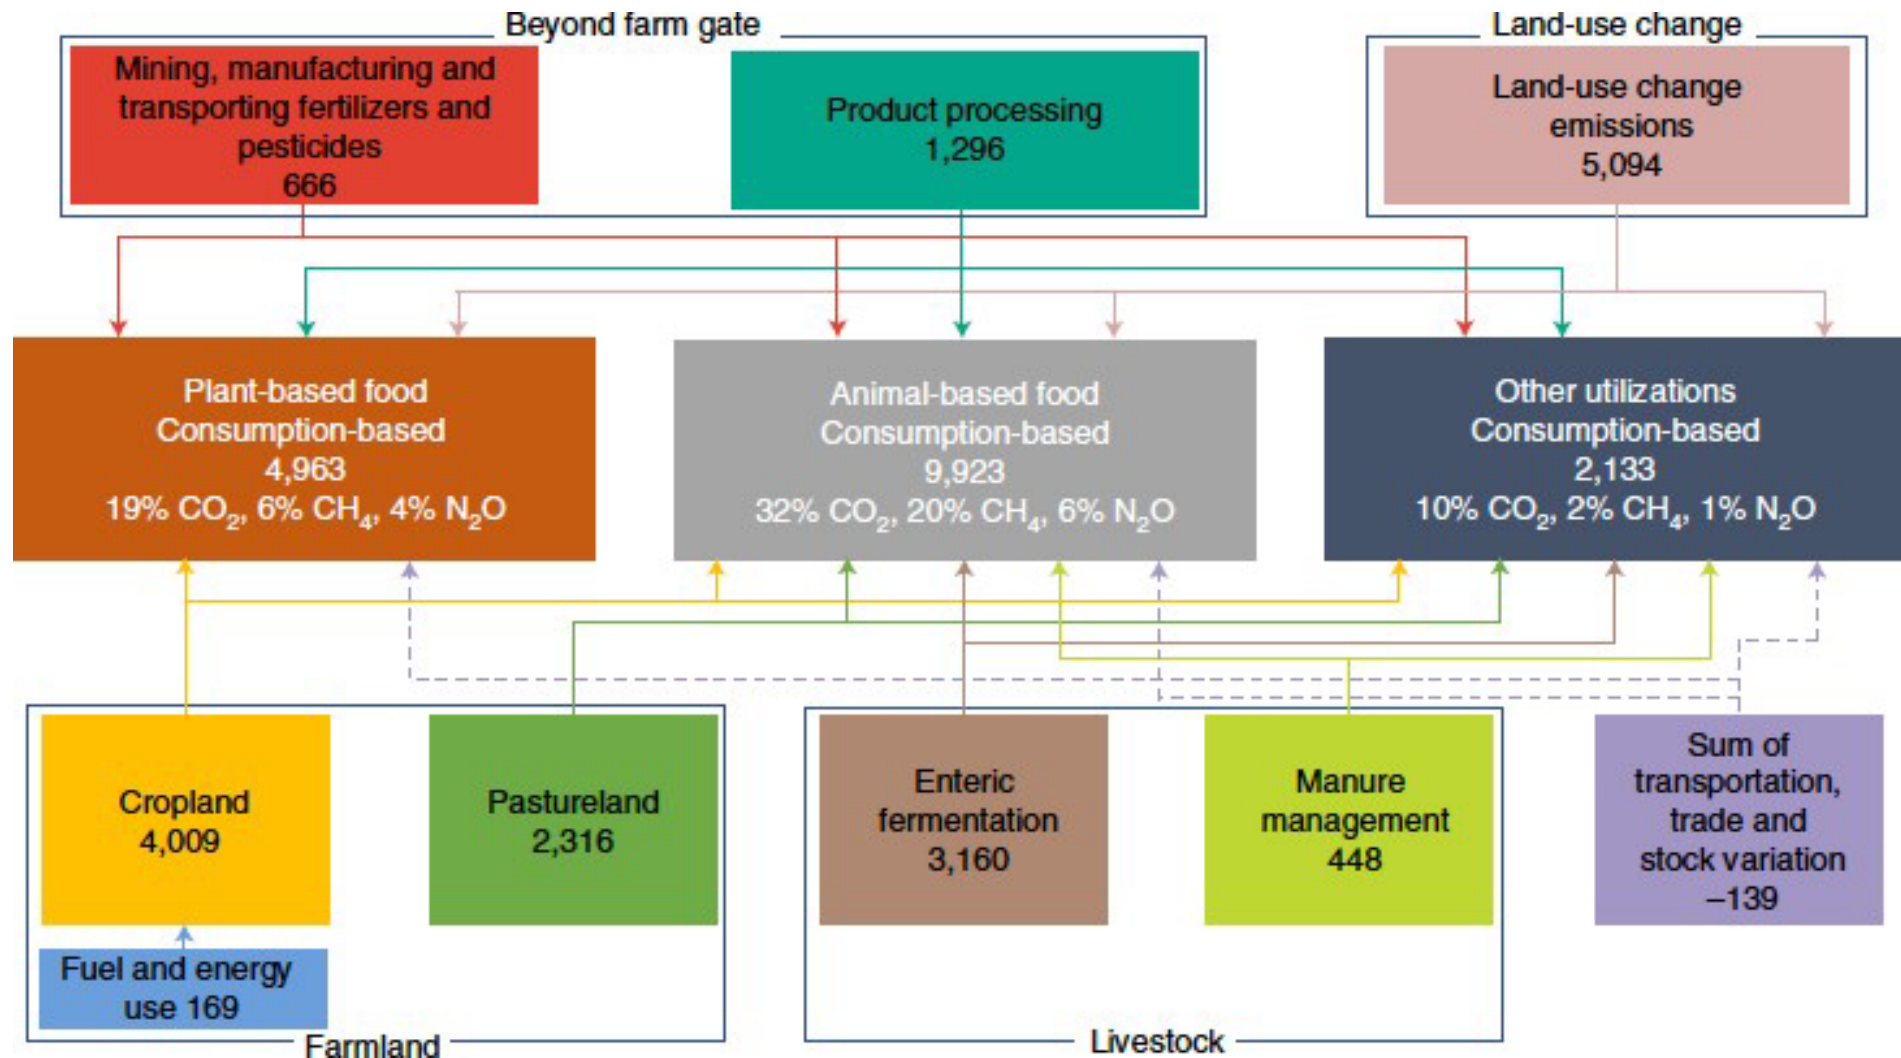 Beyond farm gate
Land-use change
Mining, manufacturing and
transporting fertilizers and
pesticides
666
Product processing
1,296
Land-use change
emissions
5,094
Plant-based food
Consumption-based
4,963
19% CO₂, 6% CH₄, 4% N₂O
Animal-based food
Consumption-based
9,923
32% CO₂, 20% CH₄, 6% N₂O
Other utilizations
Consumption-based
2,133
10% CO₂, 2% CH₄, 1% N₂O
Cropland
4,009
Pastureland
2,316
Enteric
fermentation
3,160
Manure
management
448
Sum of
transportation,
trade and
stock variation
–139
Fuel and energy
use 169
Farmland
Livestock